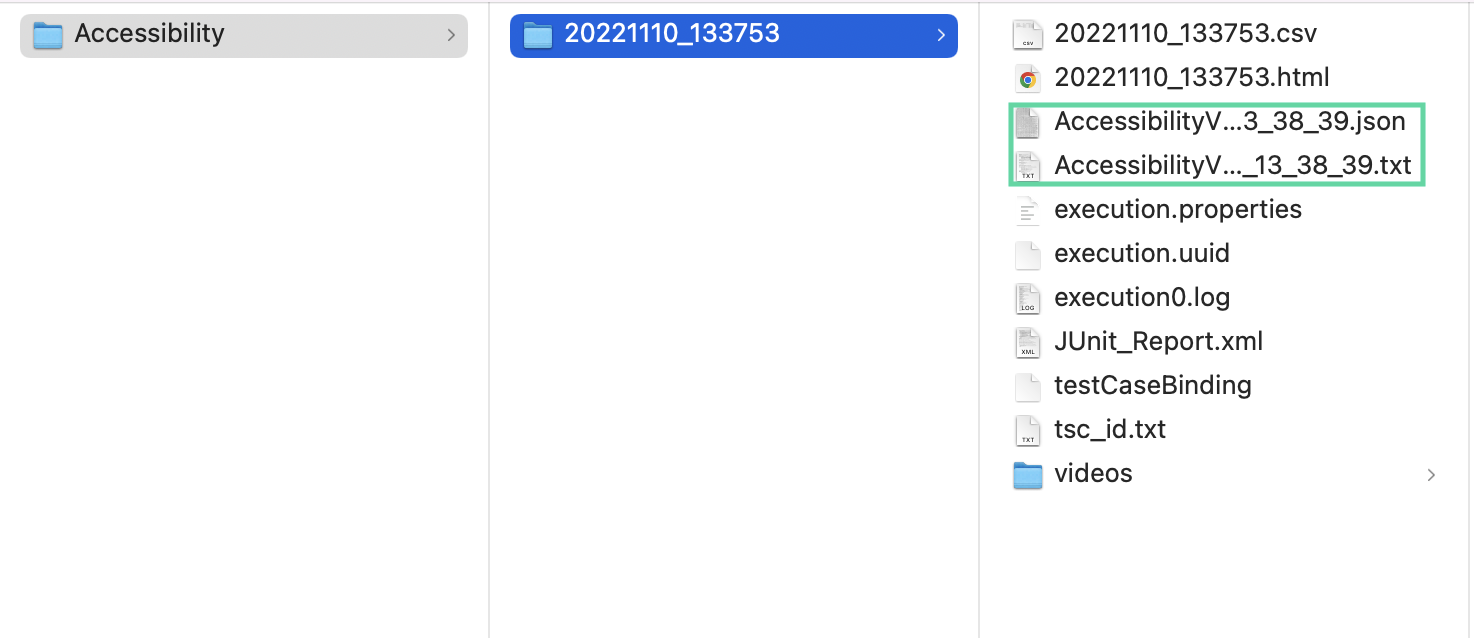 Accessibility
20221110_133753
20221110_133753.csv
20221110_133753.html
AccessibilityV...3_38_39.json
AccessibilityV..._13_38_39.txt
execution.properties
execution.uuid
execution0.log
JUnit_Report.xml
testCaseBinding
tsc_id.txt
videos
CSV
TXT
LOG
XML
TXT